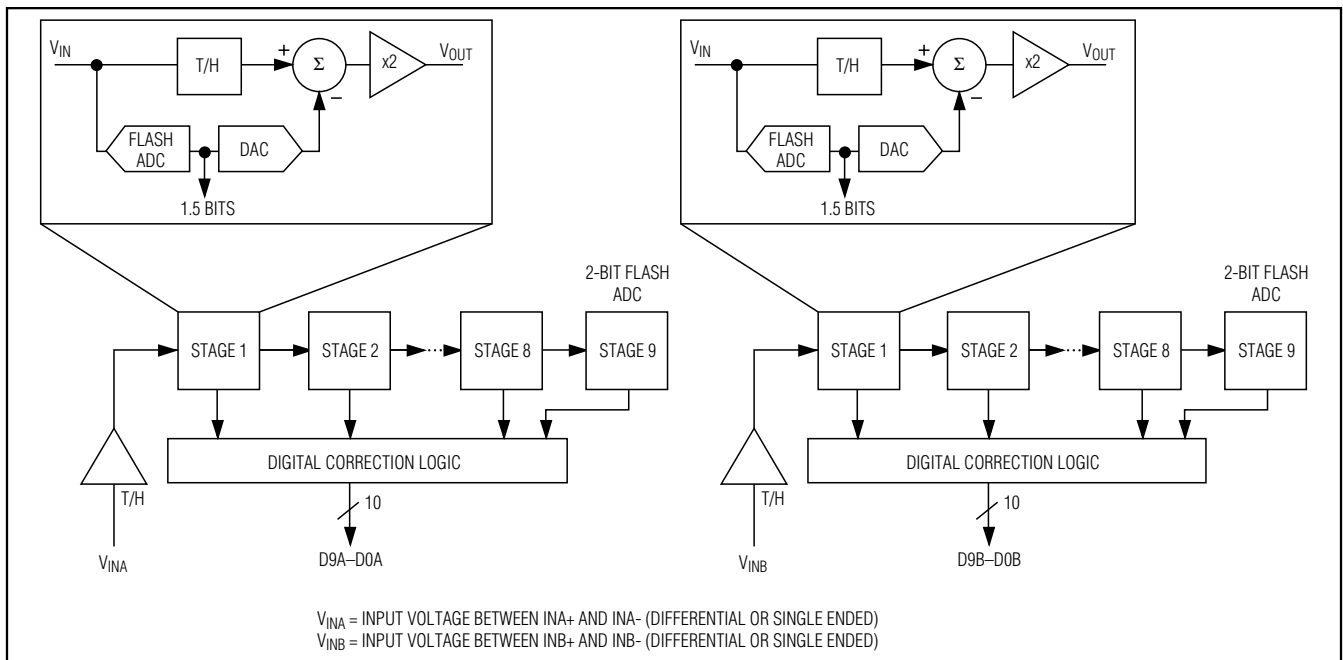 V_IN
T/H
+
Σ
–
x2
V_OUT
FLASH
ADC
DAC
1.5 BITS
2-BIT FLASH
ADC
STAGE 1
STAGE 2
STAGE 8
STAGE 9
DIGITAL CORRECTION LOGIC
T/H
10
V_INA
D9A–D0A
V_IN
T/H
+
Σ
–
x2
V_OUT
FLASH
ADC
DAC
1.5 BITS
2-BIT FLASH
ADC
STAGE 1
STAGE 2
STAGE 8
STAGE 9
DIGITAL CORRECTION LOGIC
T/H
10
V_INB
D9B–D0B
V_INA = INPUT VOLTAGE BETWEEN INA+ AND INA- (DIFFERENTIAL OR SINGLE ENDED)
V_INB = INPUT VOLTAGE BETWEEN INB+ AND INB- (DIFFERENTIAL OR SINGLE ENDED)